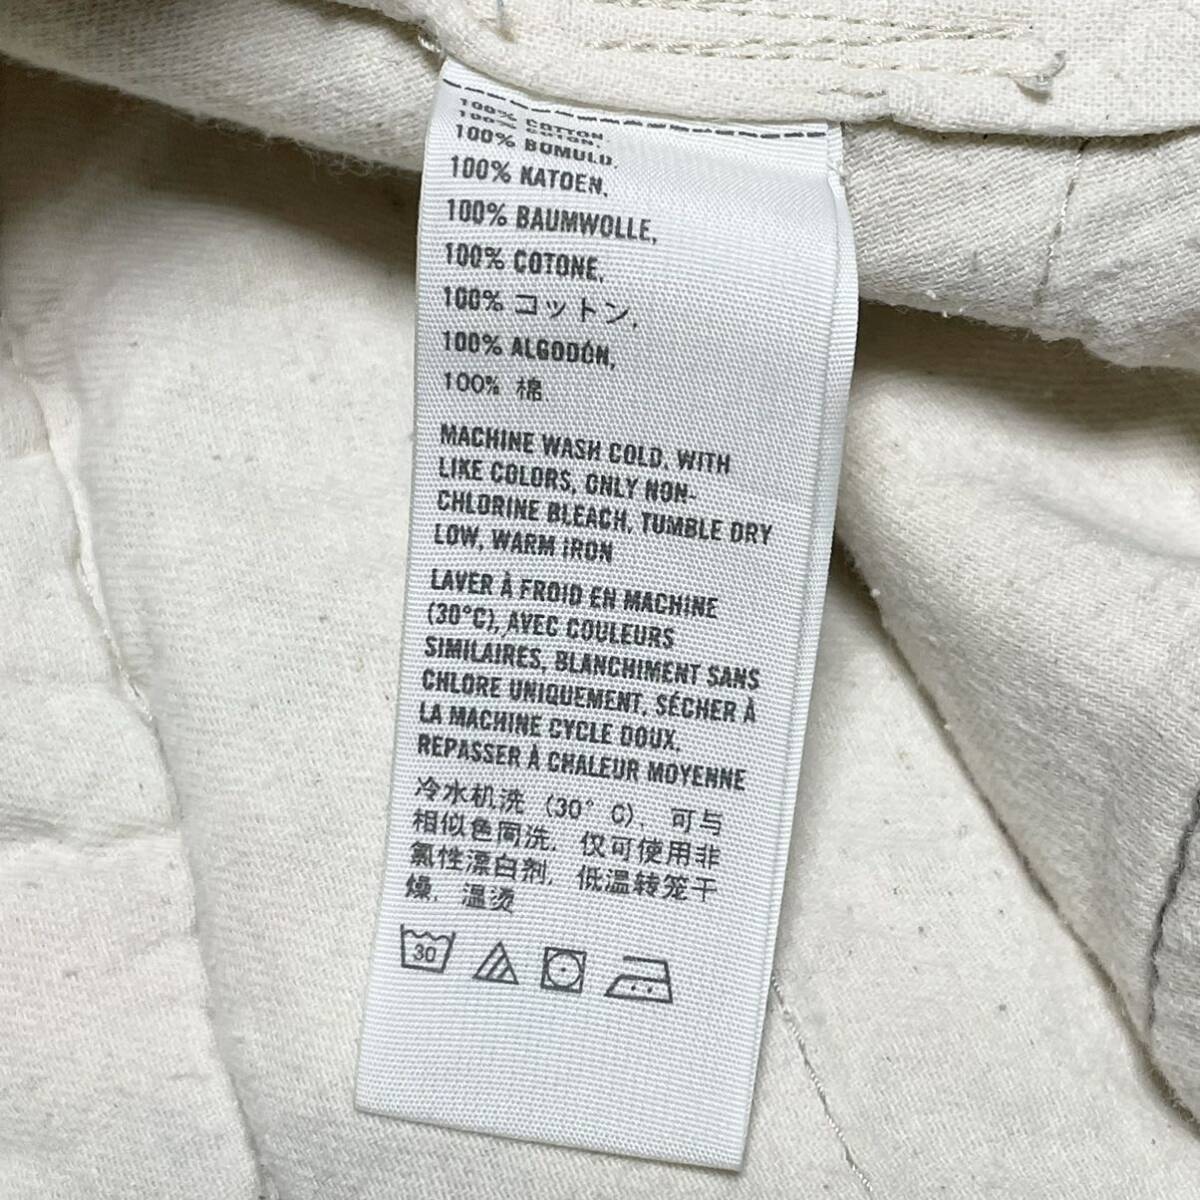 100% COTTON
100% COTON,
100% BOMULD,
100% KATOEN,
100% BAUMWOLLE,
100% COTONE,
100% コットン,
100% ALGODÓN,
100% 棉
MACHINE WASH COLD, WITH
LIKE COLORS, ONLY NON-
CHLORINE BLEACH, TUMBLE DRY
LOW, WARM IRON
LAVER À FROID EN MACHINE
(30°C), AVEC COULEURS
SIMILAIRES, BLANCHIMENT SANS
CHLORE UNIQUEMENT, SÉCHER À
LA MACHINE CYCLE DOUX,
REPASSER À CHALEUR MOYENNE
冷水机洗 (30° C), 可与
相似色同洗, 仅可使用非
氯性漂白剂, 低温转笼干
燥, 温烫
30